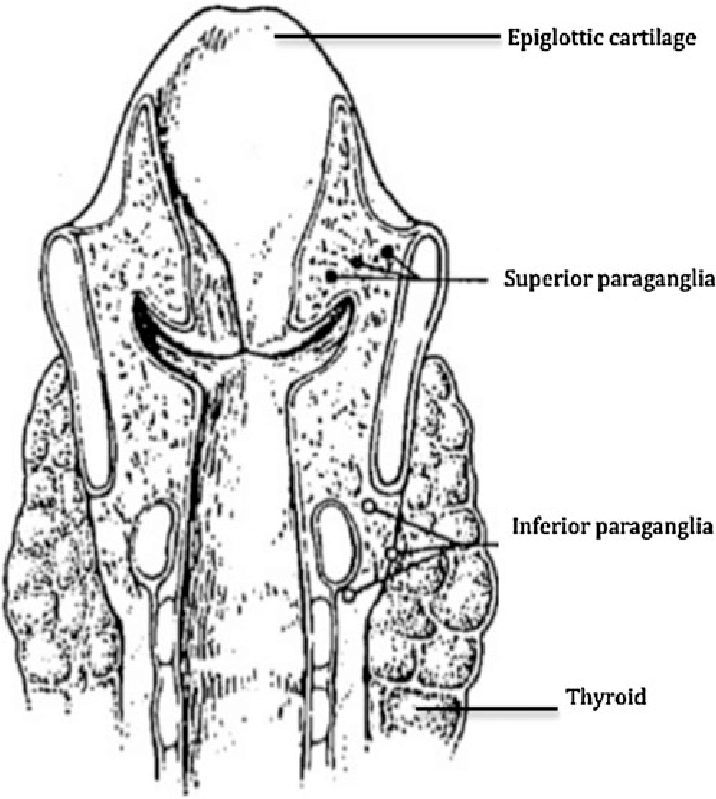 Epiglottic cartilage
Superior paraganglia
Inferior paraganglia
Thyroid